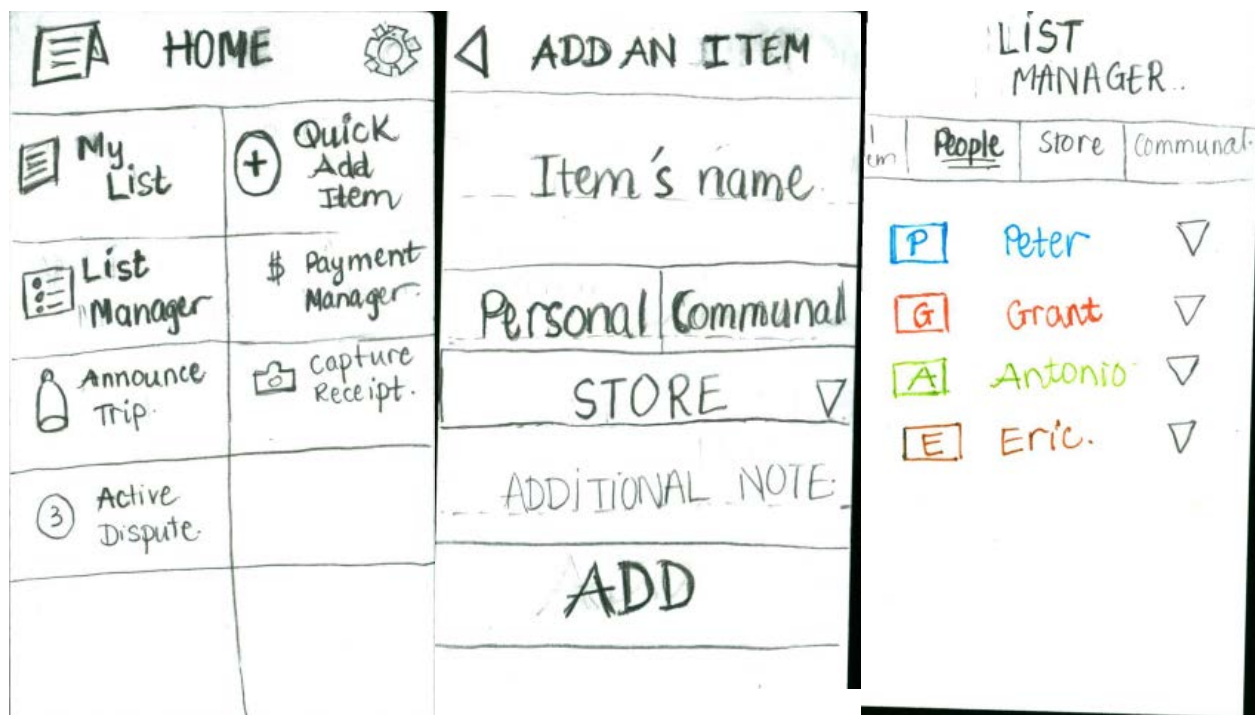 HOME
My
List
Quick
Add
Item
List
Manager
$ Payment
Manager.
Announce
Trip.
Capture
Receipt.
3
Active
Dispute.
ADD AN ITEM
Item's name
Personal Communal
STORE
ADDITIONAL NOTE
ADD
LIST
MANAGER..
em People Store Communal.
P Peter
G Grant
A Antonio
E Eric.